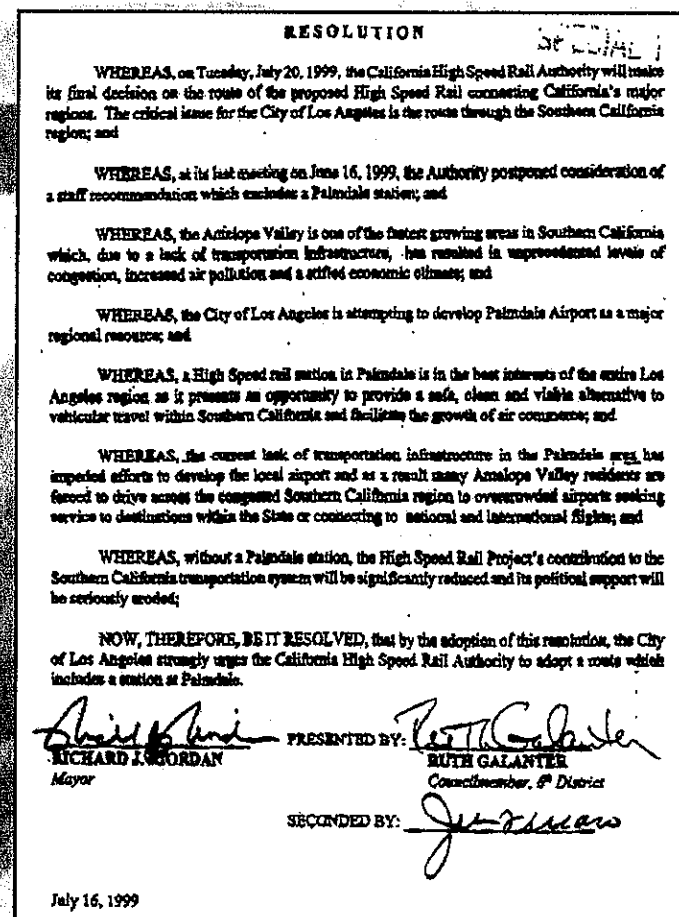 RESOLUTION
SPECIAL 1
WHEREAS, on Tuesday, July 20, 1999, the California High Speed Rail Authority will make
its final decision on the route of the proposed High Speed Rail connecting California's major
regions. The critical issue for the City of Los Angeles is the route through the Southern California
region; and
WHEREAS, at its last meeting on June 16, 1999, the Authority postponed consideration of
a staff recommendation which excludes a Palmdale station; and
WHEREAS, the Antelope Valley is one of the fastest growing areas in Southern California
which, due to a lack of transportation infrastructure, has resulted in unprecedented levels of
congestion, increased air pollution and a stifled economic climate; and
WHEREAS, the City of Los Angeles is attempting to develop Palmdale Airport as a major
regional resource; and
WHEREAS, a High Speed rail station in Palmdale is in the best interests of the entire Los
Angeles region as it presents an opportunity to provide a safe, clean and viable alternative to
vehicular travel within Southern California and facilitate the growth of air commerce; and
WHEREAS, the current lack of transportation infrastructure in the Palmdale area has
impeded efforts to develop the local airport and as a result many Antelope Valley residents are
forced to drive across the congested Southern California region to overcrowded airports seeking
service to destinations within the State or connecting to national and international flights; and
WHEREAS, without a Palmdale station, the High Speed Rail Project's contribution to the
Southern California transportation system will be significantly reduced and its political support will
be seriously eroded;
NOW, THEREFORE, BE IT RESOLVED, that by the adoption of this resolution, the City
of Los Angeles strongly urges the California High Speed Rail Authority to adopt a route which
includes a station at Palmdale.
PRESENTED BY: Ruth Galanter
RICHARD J. RIORDAN
RUTH GALANTER
Mayor
Councilmember, 6th District
SECONDED BY:
July 16, 1999